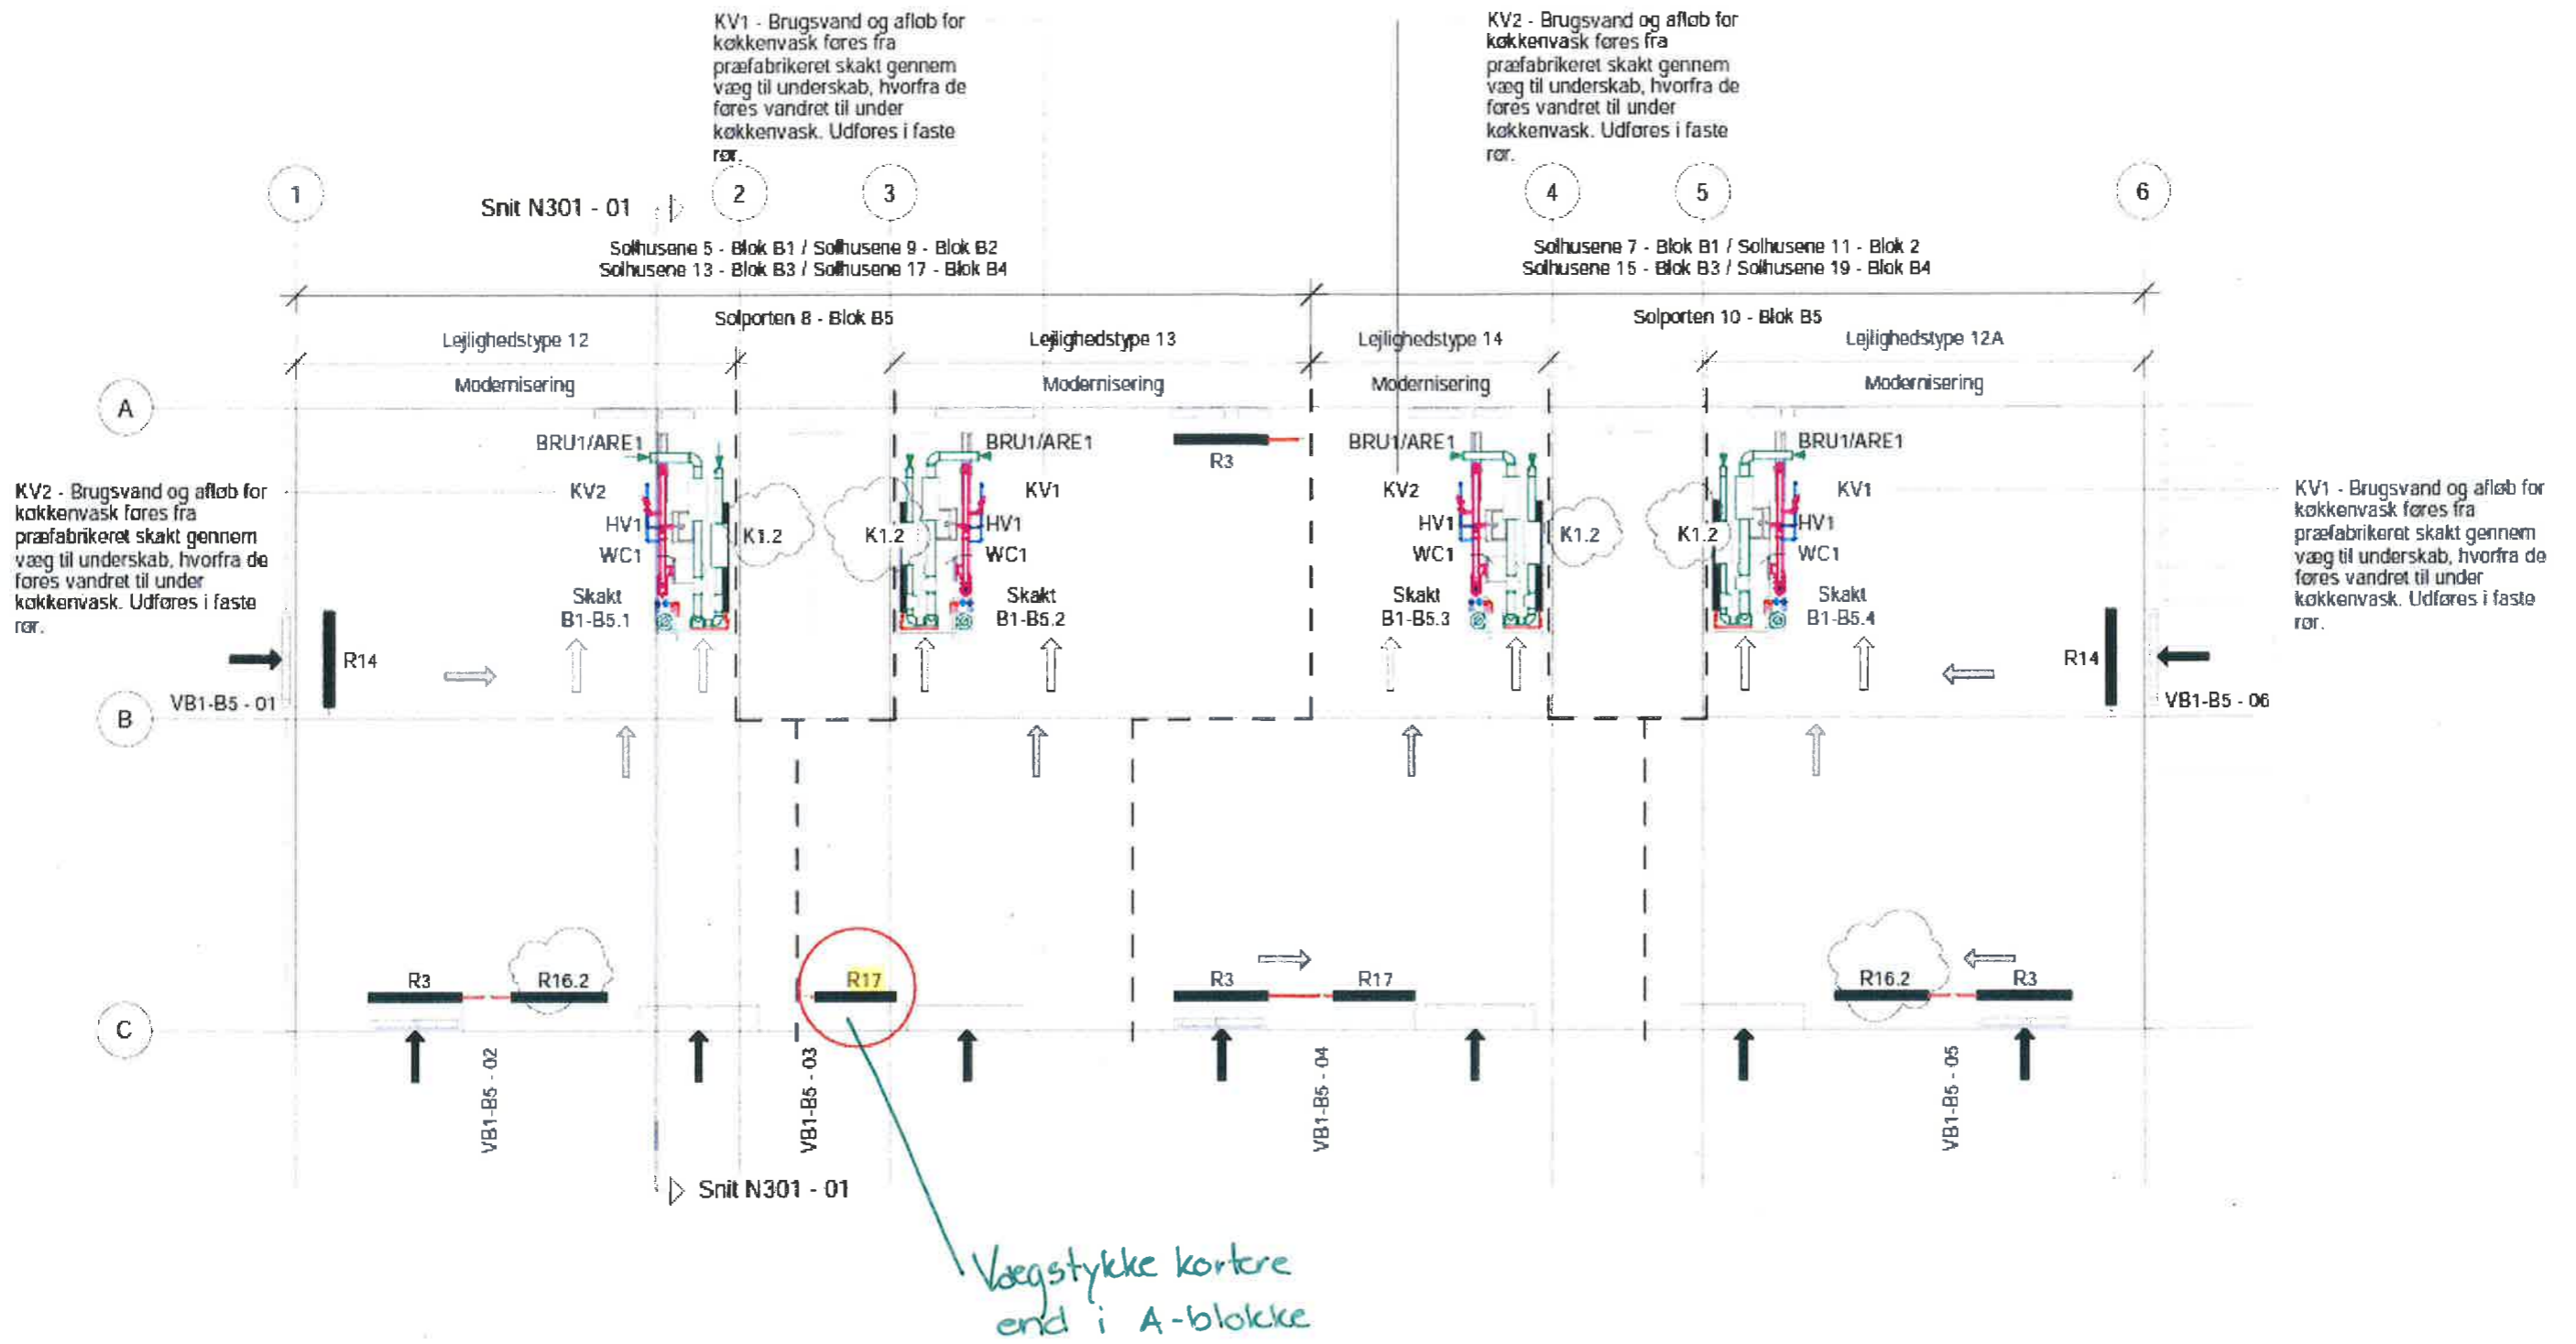 KV1 - Brugsvand og afløb for
køkkenvask føres fra
præfabrikeret skakt gennem
væg til underskab, hvorfra de
føres vandret til under
køkkenvask. Udføres i faste
rør.
KV2 - Brugsvand og afløb for
køkkenvask føres fra
præfabrikeret skakt gennem
væg til underskab, hvorfra de
føres vandret til under
køkkenvask. Udføres i faste
rør.
1
Snit N301 - 01
2
3
4
5
6
Solhusene 5 - Blok B1 / Solhusene 9 - Blok B2
Solhusene 13 - Blok B3 / Solhusene 17 - Blok B4
Solhusene 7 - Blok B1 / Solhusene 11 - Blok 2
Solhusene 15 - Blok B3 / Solhusene 19 - Blok B4
Solporten 8 - Blok B5
Solporten 10 - Blok B5
Lejlighedstype 12
Lejlighedstype 13
Lejlighedstype 14
Lejlighedstype 12A
Modernisering
Modernisering
Modernisering
Modernisering
A
BRU1/ARE1
BRU1/ARE1
R3
BRU1/ARE1
BRU1/ARE1
KV2 - Brugsvand og afløb for
køkkenvask føres fra
præfabrikeret skakt gennem
væg til underskab, hvorfra de
føres vandret til under
køkkenvask. Udføres i faste
rør.
KV2
HV1
WC1
K1.2
Skakt
B1-B5.1
K1.2
KV1
HV1
WC1
Skakt
B1-B5.2
KV2
HV1
WC1
K1.2
Skakt
B1-B5.3
K1.2
KV1
HV1
WC1
Skakt
B1-B5.4
KV1 - Brugsvand og afløb for
køkkenvask føres fra
præfabrikeret skakt gennem
væg til underskab, hvorfra de
føres vandret til under
køkkenvask. Udføres i faste
rør.
R14
VB1-B5 - 01
R14
VB1-B5 - 06
B
R3
R16.2
R17
R3
R17
R16.2
R3
C
VB1-B5 - 02
VB1-B5 - 03
VB1-B5 - 04
VB1-B5 - 05
Snit N301 - 01
Vægstykke kortere
end i A-blokke